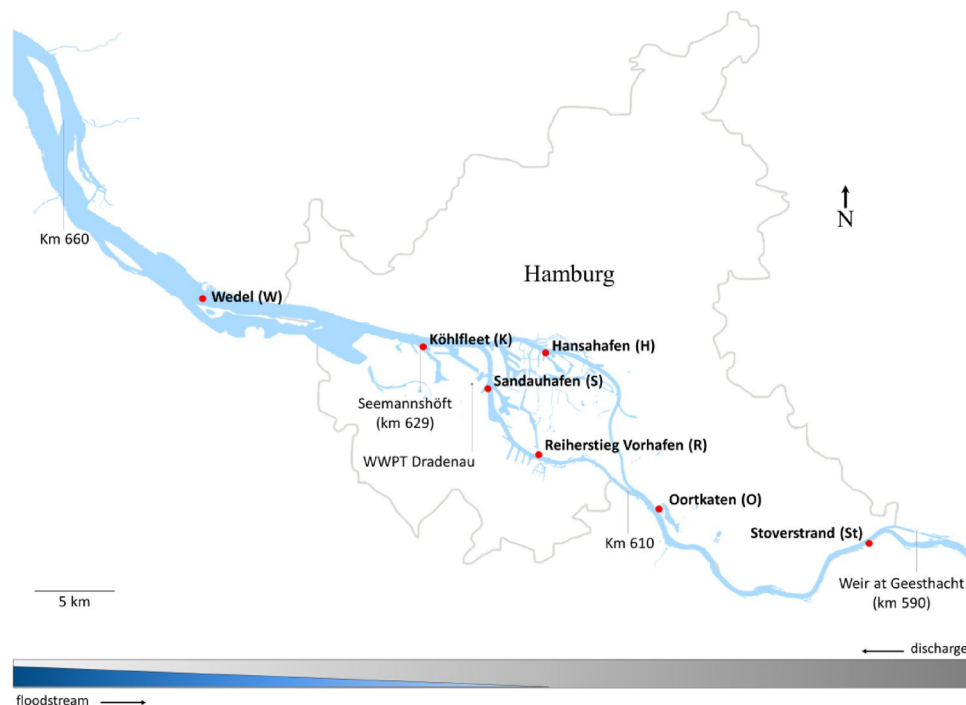 Km 660
N
Hamburg
Wedel (W)
Köhlfleet (K)
Hansahafen (H)
Sandauhafen (S)
Seemannshöft
(km 629)
WWPT Dradenau
Reiherstieg Vorhafen (R)
Oortkaten (O)
Km 610
Stoverstrand (St)
Weir at Geesthacht
(km 590)
5 km
discharge
floodstream